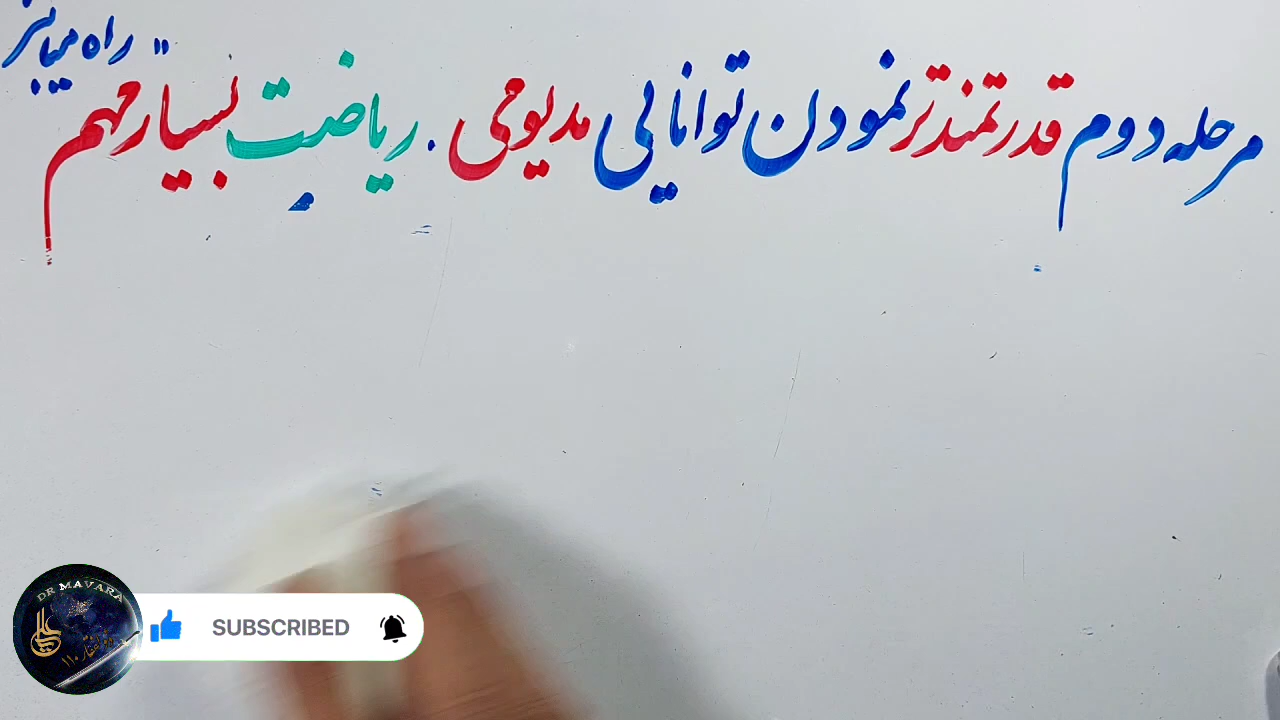 مرحله دوم قدرتمندتر نمودن توانایی مدیومی . ریاضت بسیار مهم
" راه میانبر
DR MAVARA
SUBSCRIBED